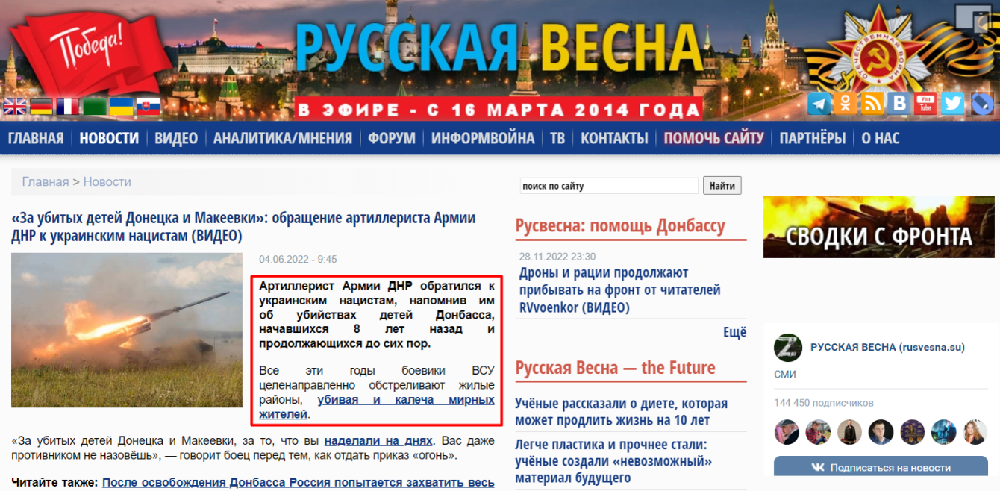 Победа!
РУССКАЯ ВЕСНА
В ЭФИРЕ - С 16 МАРТА 2014 ГОДА
ОТЕЧЕСТВЕННАЯ ВОЙНА
You
Tube
ГЛАВНАЯ
НОВОСТИ
ВИДЕО
АНАЛИТИКА/МНЕНИЯ
ФОРУМ
ИНФОРМВОЙНА
ТВ
КОНТАКТЫ
ПОМОЧЬ САЙТУ
ПАРТНЁРЫ
О НАС
Главная > Новости
«За убитых детей Донецка и Макеевки»: обращение артиллериста Армии
ДНР к украинским нацистам (ВИДЕО)
04.06.2022 - 9:45
Артиллерист Армии ДНР обратился к
украинским нацистам, напомнив им
об убийствах детей Донбасса,
начавшихся 8 лет назад и
продолжающихся до сих пор.
Все эти годы боевики ВСУ
целенаправленно обстреливают жилые
районы, убивая и калеча мирных
жителей.
«За убитых детей Донецка и Макеевки, за то, что вы наделали на днях. Вас даже
противником не назовёшь», — говорит боец перед тем, как отдать приказ «огонь».
Читайте также: После освобождения Донбасса Россия попытается захватить весь
поиск по сайту
Найти
Русвесна: помощь Донбассу
28.11.2022 23:30
Дроны и рации продолжают
прибывать на фронт от читателей
RVvoenkor (ВИДЕО)
Ещё
Русская Весна — the Future
Учёные рассказали о диете, которая
может продлить жизнь на 10 лет
Легче пластика и прочнее стали:
учёные создали «невозможный»
материал будущего
СВОДКИ С ФРОНТА
РУССКАЯ ВЕСНА (rusvesna.su)
СМИ
144 450 подписчиков
Подписаться на новости